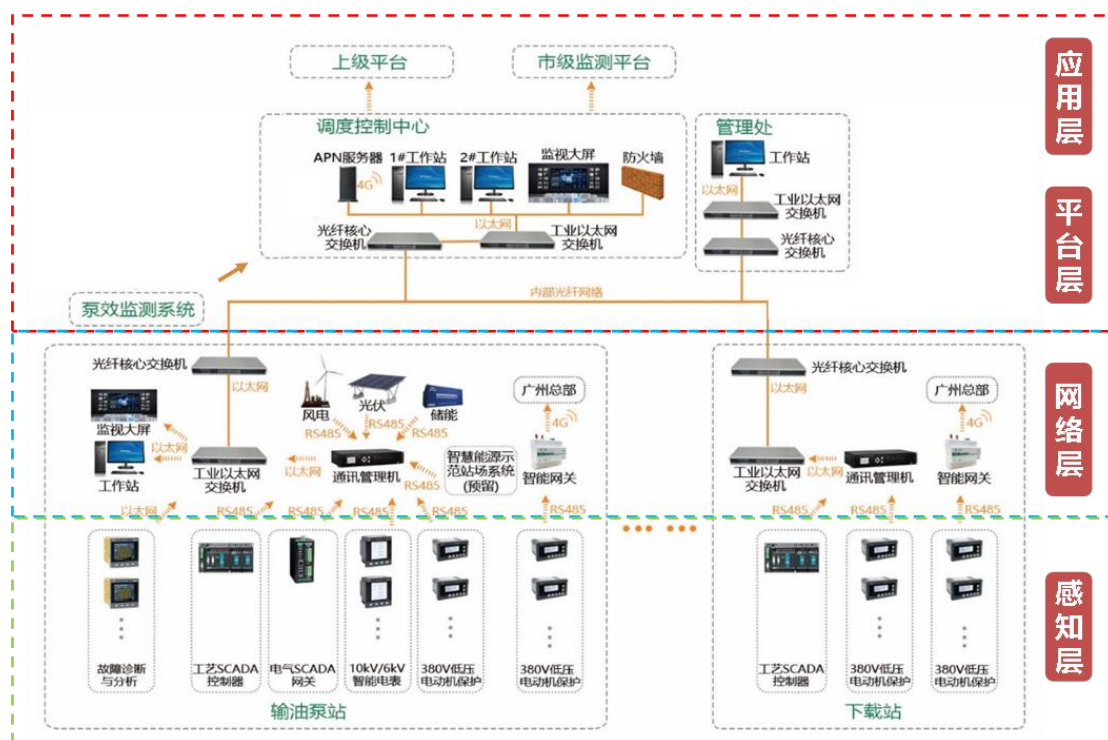 上级平台
市级监测平台
应用层
调度控制中心
管理处
APN服务器
1#工作站
2#工作站
监视大屏
防火墙
工作站
4G
以太网
工业以太网
交换机
以太网
光纤核心
交换机
工业以太网
交换机
光纤核心
交换机
平台层
内部光纤网络
泵效监测系统
光纤核心交换机
以太网
风电
光伏
储能
广州总部
RS485
RS485
RS485
4G
监视大屏
以太网
工作站
工业以太网
交换机
以太网
通讯管理机
智慧能源示
范站场系统
(预留)
RS485
智能网关
以太网
RS485
RS485
RS485
RS485
RS485
光纤核心交换机
以太网
广州总部
4G
工业以太网
交换机
以太网
通讯管理机
智能网关
RS485
RS485
RS485
网络层
故障诊断
与分析
工艺SCADA
控制器
电气SCADA
网关
10kV/6kV
智能电表
380V低压
电动机保护
380V低压
电动机保护
输油泵站
工艺SCADA
控制器
380V低压
电动机保护
380V低压
电动机保护
下载站
感知层